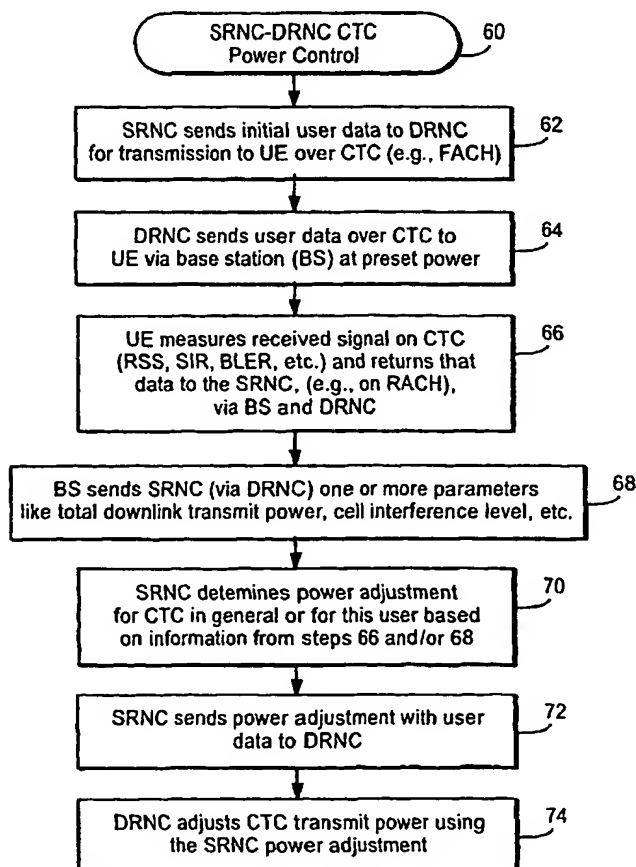 SRNC-DRNC CTC
Power Control
60
SRNC sends initial user data to DRNC
for transmission to UE over CTC (e.g., FACH)
62
DRNC sends user data over CTC to
UE via base station (BS) at preset power
64
UE measures received signal on CTC
(RSS, SIR, BLER, etc.) and returns that
data to the SRNC, (e.g., on RACH),
via BS and DRNC
66
BS sends SRNC (via DRNC) one or more parameters
like total downlink transmit power, cell interference level, etc.
68
SRNC detemines power adjustment
for CTC in general or for this user based
on information from steps 66 and/or 68
70
SRNC sends power adjustment with user
data to DRNC
72
DRNC adjusts CTC transmit power using
the SRNC power adjustment
74